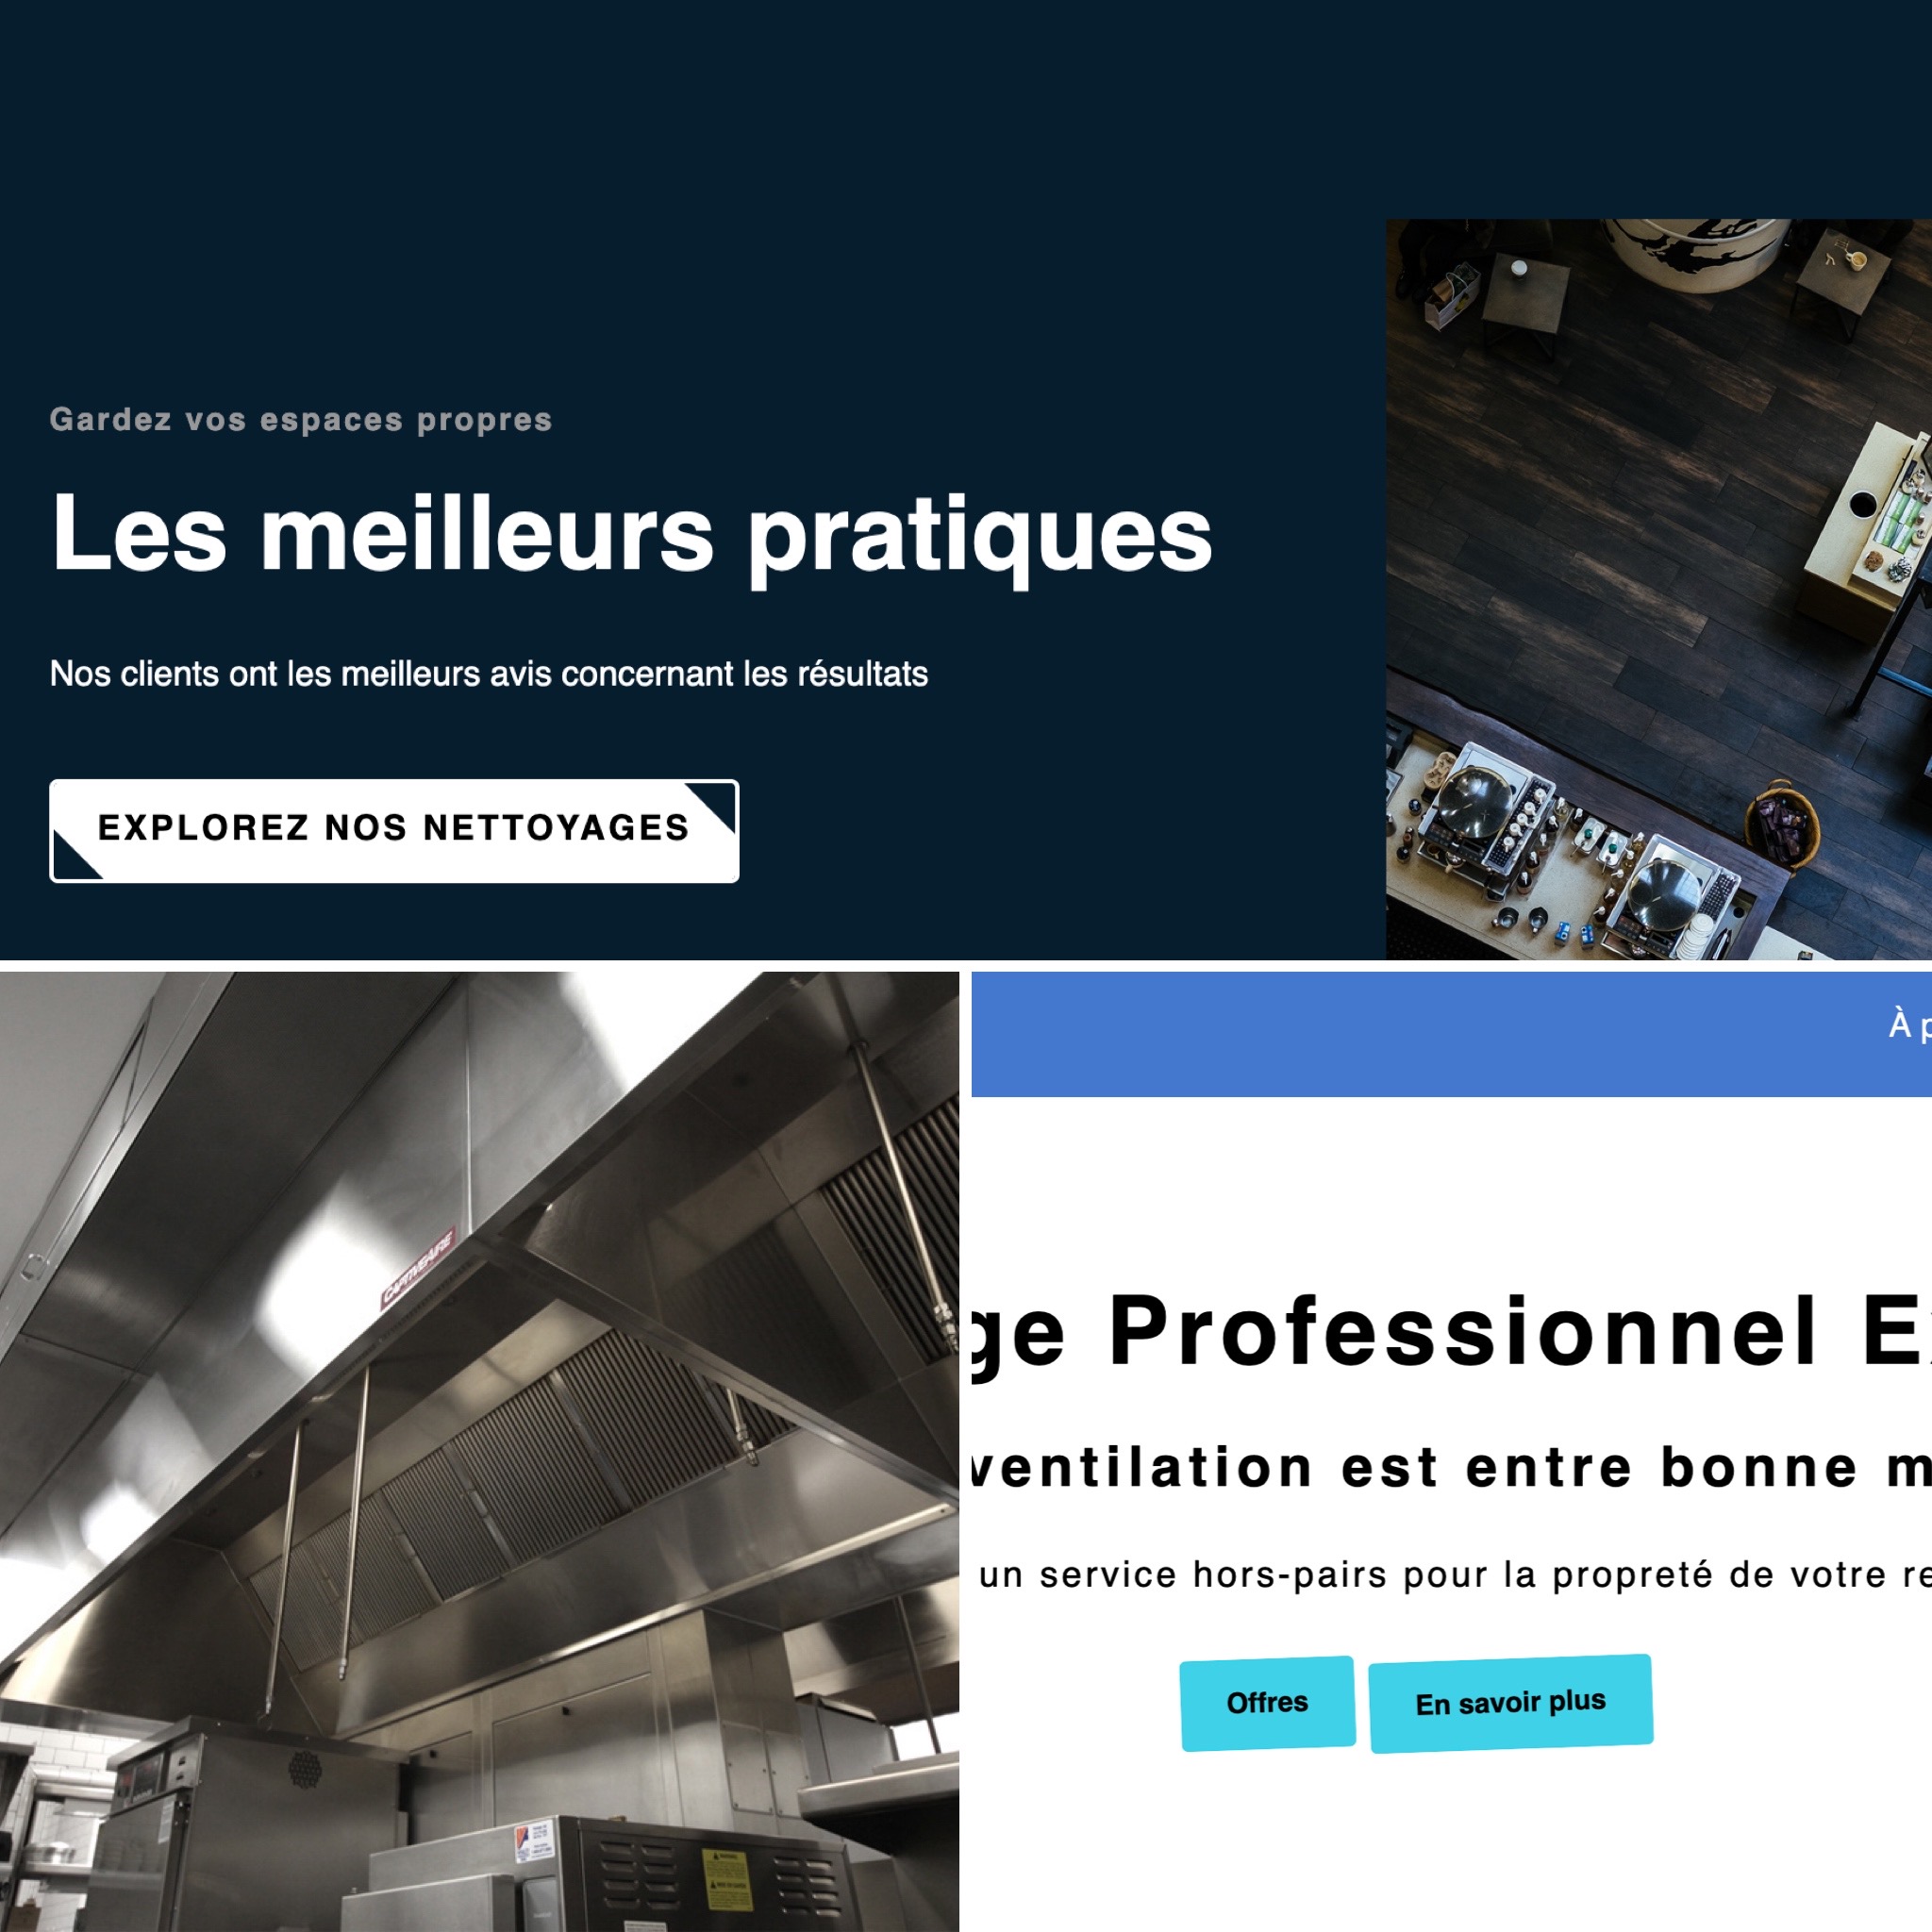 Gardez vos espaces propres
Les meilleurs pratiques
Nos clients ont les meilleurs avis concernant les résultats
EXPLOREZ NOS NETTOYAGES
CAPTIVEAIRE
À p
ge Professionnel E
ventilation est entre bonne m
un service hors-pairs pour la propreté de votre re
Offres
En savoir plus